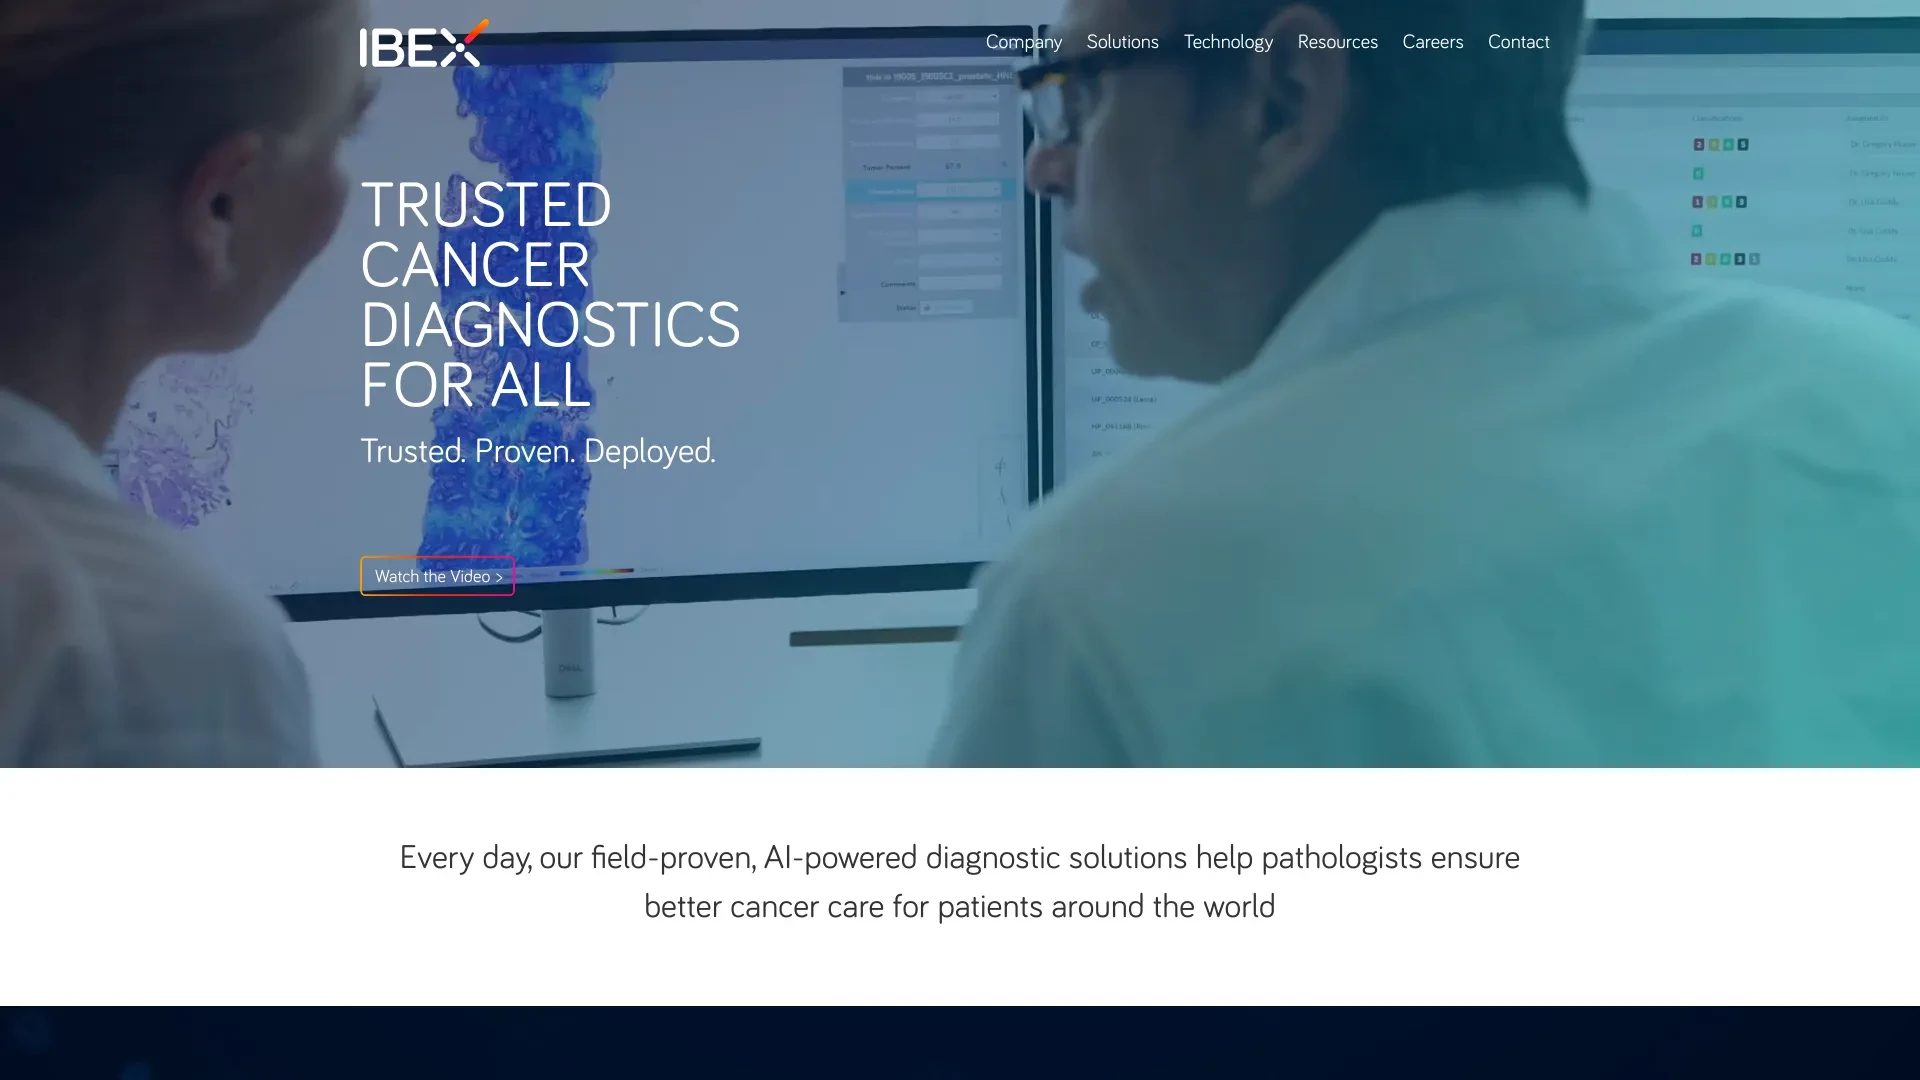 IBEX
Company Solutions Technology Resources Careers Contact
TRUSTED
CANCER
DIAGNOSTICS
FOR ALL
Trusted. Proven. Deployed.
Watch the Video >
DELL
Every day, our field-proven, AI-powered diagnostic solutions help pathologists ensure
better cancer care for patients around the world